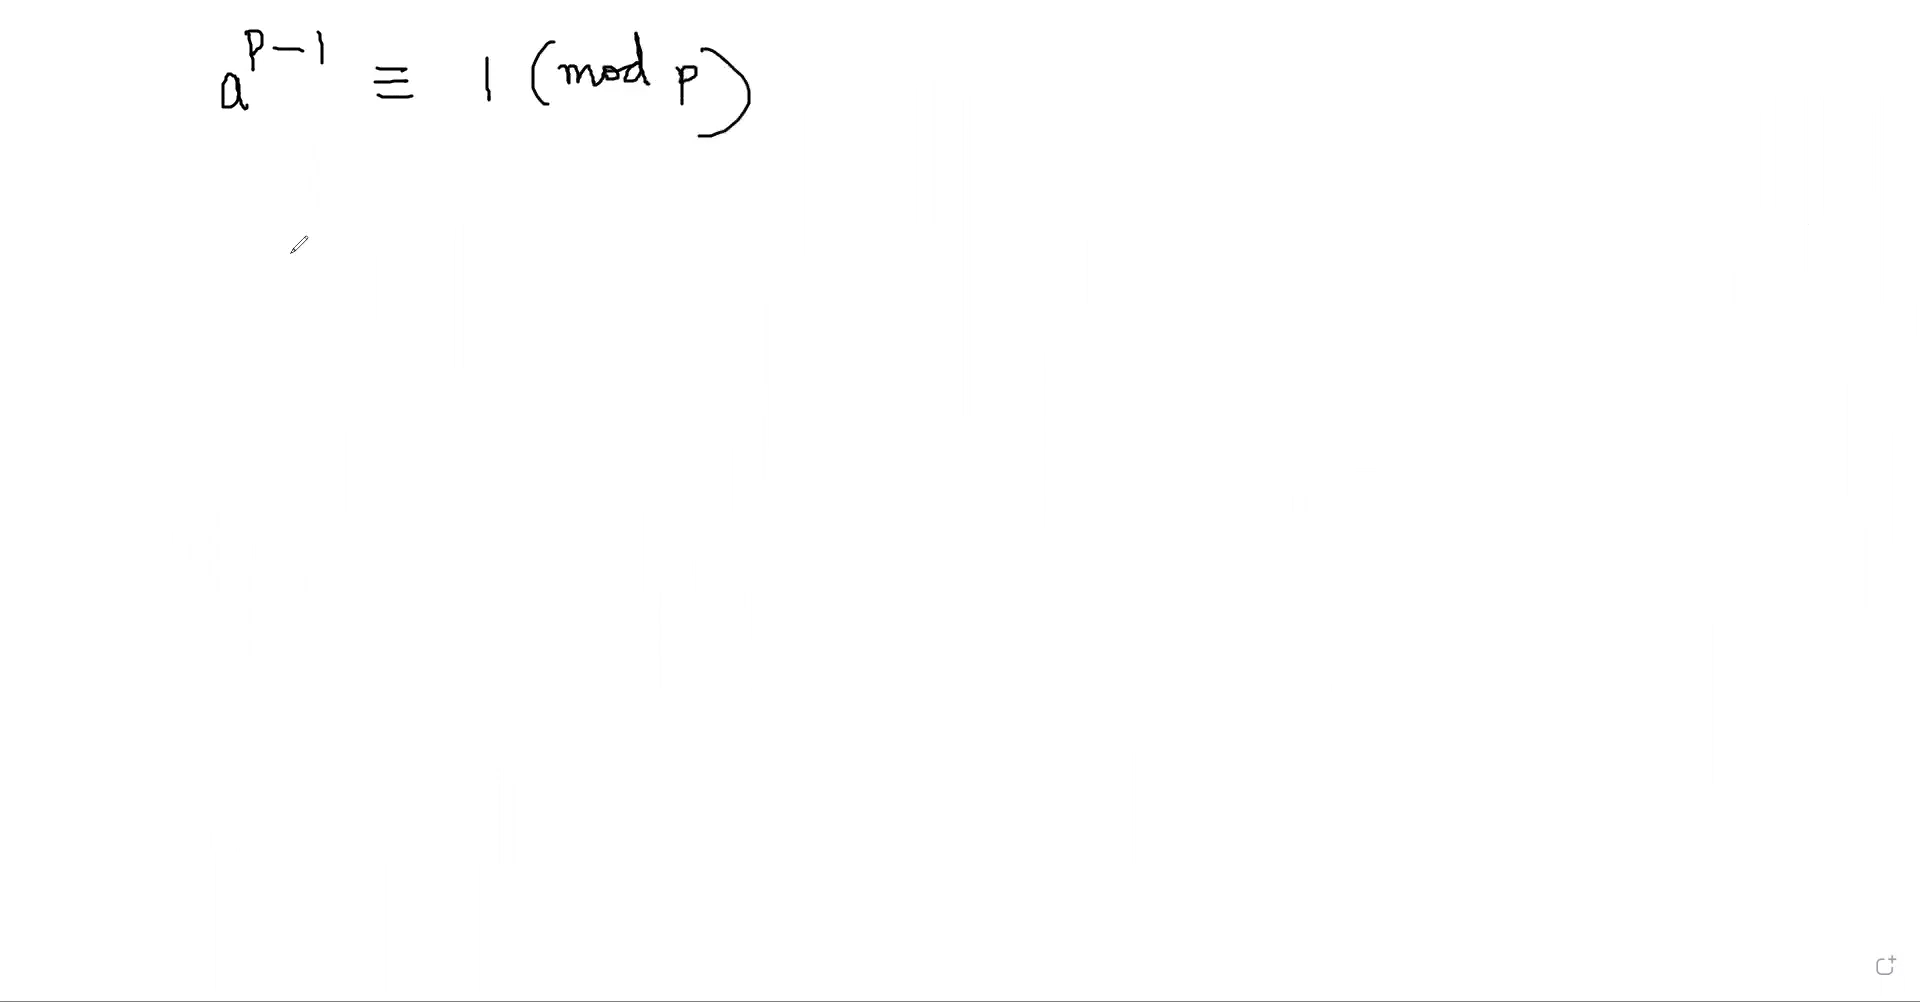 a^{p-1} ≡ 1 (mod p)